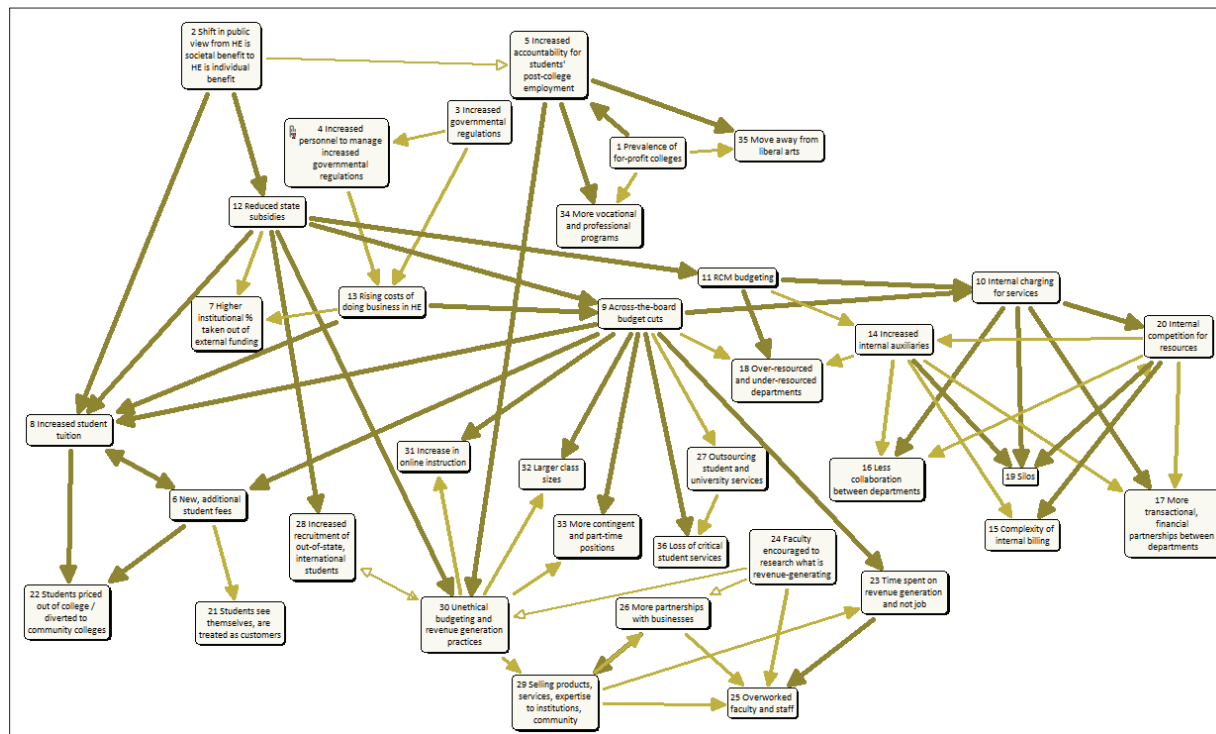 2 Shift in public
view from HE is
societal benefit to
HE is individual
benefit
5 Increased
accountability for
students'
post-college
employment
3 Increased
governmental
regulations
4 Increased
personnel to manage
increased
governmental
regulations
1 Prevalence of
for-profit colleges
35 Move away from
liberal arts
12 Reduced state
subsidies
34 More vocational
and professional
programs
11 RCM budgeting
10 Internal charging
for services
7 Higher
institutional %
taken out of
external funding
13 Rising costs of
doing business in HE
9 Across-the-board
budget cuts
14 Increased
internal auxiliaries
20 Internal
competition for
resources
18 Over-resourced
and under-resourced
departments
8 Increased student
tuition
31 Increase in
online instruction
32 Larger class
sizes
27 Outsourcing
student and
university services
16 Less
collaboration
between departments
19 Silos
6 New, additional
student fees
28 Increased
recruitment of
out-of-state,
international
students
33 More contingent
and part-time
positions
36 Loss of critical
student services
24 Faculty
encouraged to
research what is
revenue-generating
15 Complexity of
internal billing
17 More
transactional,
financial
partnerships between
departments
22 Students priced
out of college /
diverted to
community colleges
21 Students see
themselves, are
treated as customers
30 Unethical
budgeting and
revenue generation
practices
26 More partnerships
with businesses
23 Time spent on
revenue generation
and not job
29 Selling products,
services, expertise
to institutions,
community
25 Overworked
faculty and staff